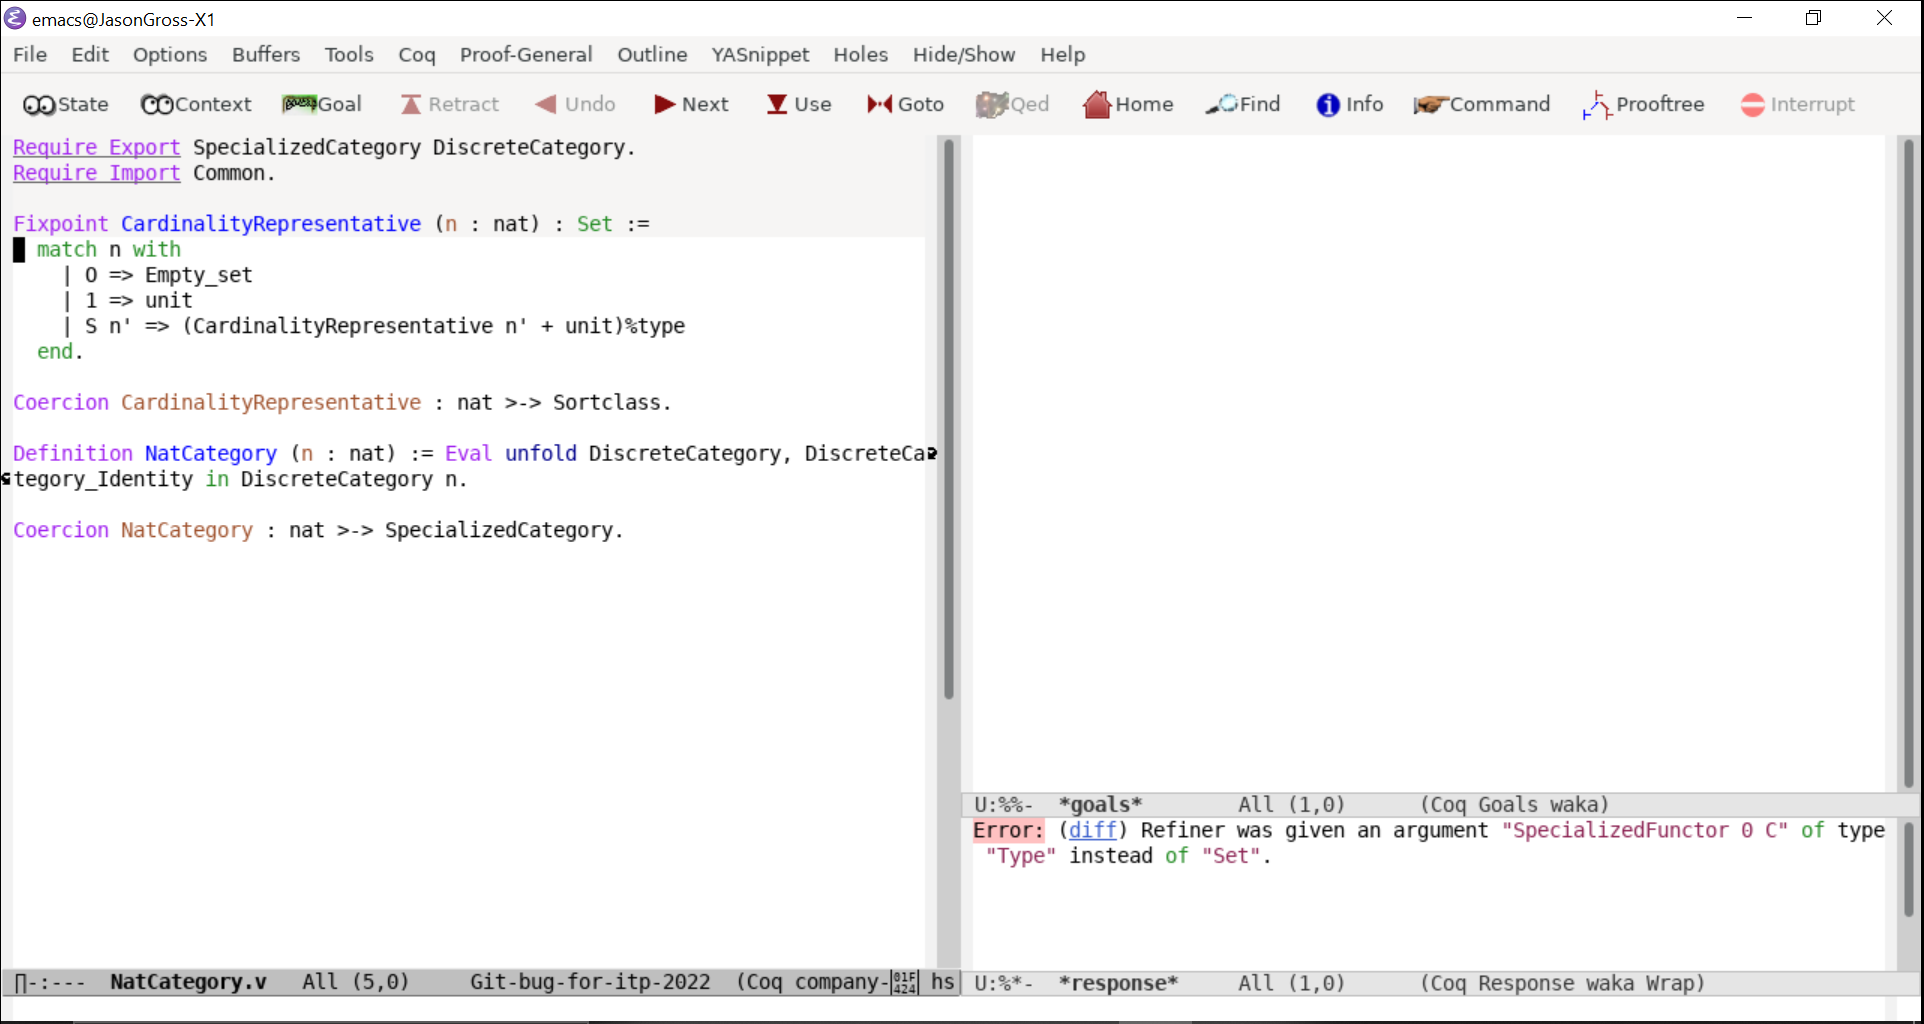 emacs@JasonGross-X1
File Edit Options Buffers Tools Coq Proof-General Outline YASnippet Holes Hide/Show Help
State Context Goal Retract Undo Next Use Goto Qed Home Find Info Command Prooftree Interrupt
Require Export SpecializedCategory DiscreteCategory.
Require Import Common.
Fixpoint CardinalityRepresentative (n : nat) : Set :=
match n with
| O => Empty_set
| 1 => unit
| S n' => (CardinalityRepresentative n' + unit)%type
end.
Coercion CardinalityRepresentative : nat >-> Sortclass.
Definition NatCategory (n : nat) := Eval unfold DiscreteCategory, DiscreteCa
tegory_Identity in DiscreteCategory n.
Coercion NatCategory : nat >-> SpecializedCategory.
∏-:--- NatCategory.v All (5,0) Git-bug-for-itp-2022 (Coq company-01F424 hs
U:%%- *goals* All (1,0) (Coq Goals waka)
Error: (diff) Refiner was given an argument "SpecializedFunctor 0 C" of type
"Type" instead of "Set".
U:%*- *response* All (1,0) (Coq Response waka Wrap)